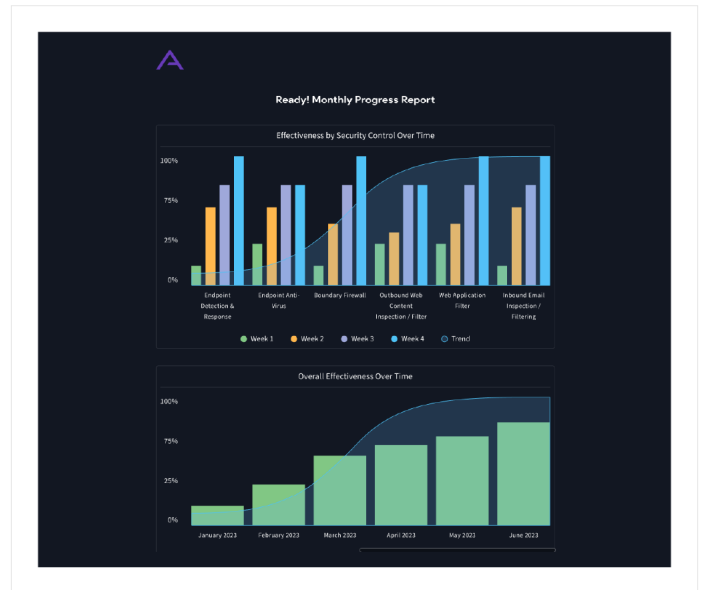 Ready! Monthly Progress Report
Effectiveness by Security Control Over Time
100%
75%
25%
0%
Endpoint Detection & Response
Endpoint Anti-Virus
Boundary Firewall
Outbound Web Content Inspection / Filter
Web Application Filter
Inbound Email Inspection / Filtering
Week 1 Week 2 Week 3 Week 4 Trend
Overall Effectiveness Over Time
100%
75%
25%
0%
January 2023 February 2023 March 2023 April 2023 May 2023 June 2023